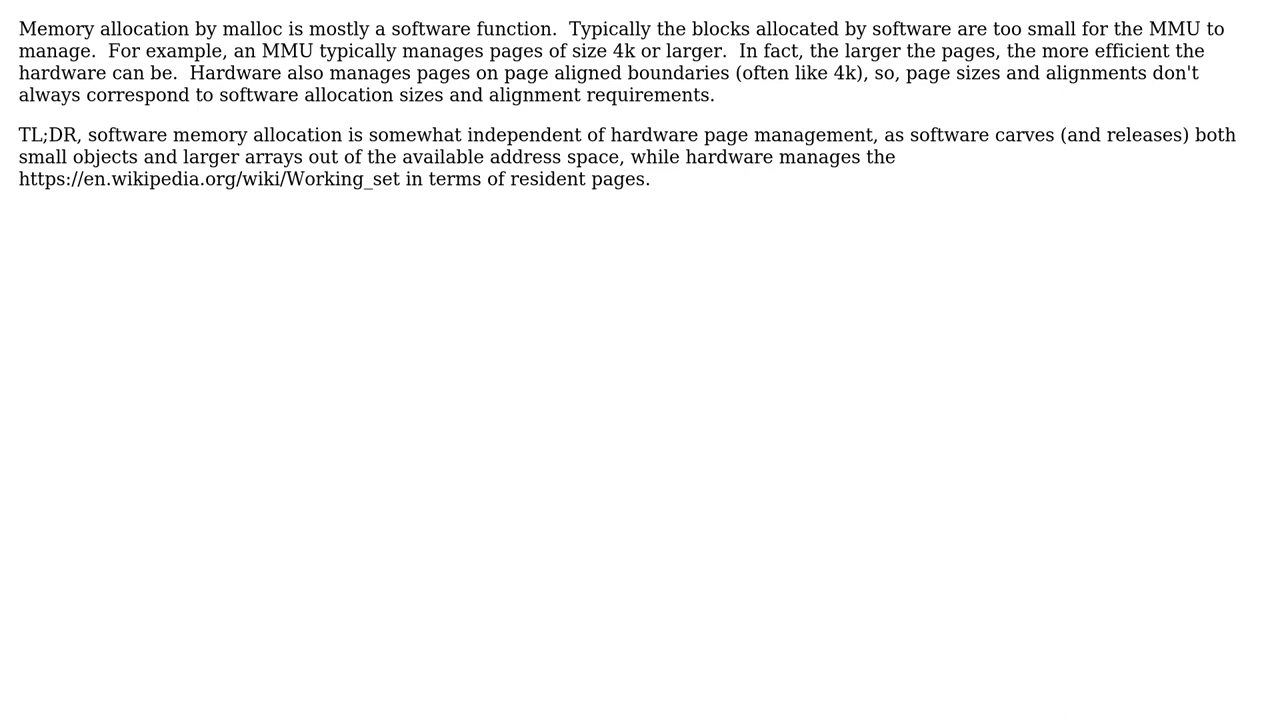 Memory allocation by malloc is mostly a software function.  Typically the blocks allocated by software are too small for the MMU to
manage.  For example, an MMU typically manages pages of size 4k or larger.  In fact, the larger the pages, the more efficient the
hardware can be.  Hardware also manages pages on page aligned boundaries (often like 4k), so, page sizes and alignments don't
always correspond to software allocation sizes and alignment requirements.
TL;DR, software memory allocation is somewhat independent of hardware page management, as software carves (and releases) both
small objects and larger arrays out of the available address space, while hardware manages the
https://en.wikipedia.org/wiki/Working_set in terms of resident pages.